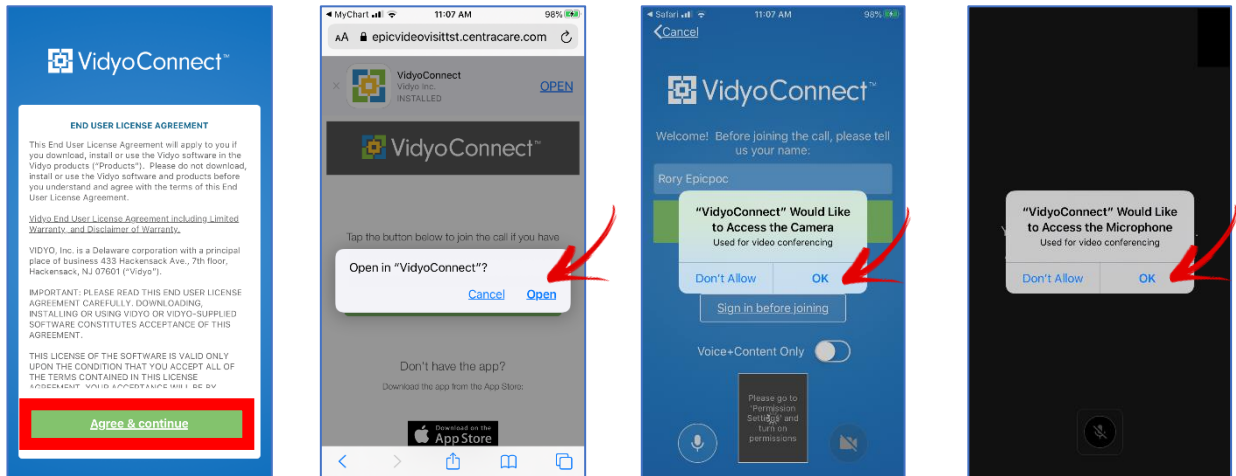 VidyoConnect™
END USER LICENSE AGREEMENT
This End User License Agreement will apply to you if
you download, install or use the Vidyo software in the
Vidyo products ("Products"). Please do not download,
install or use the Vidyo software and products before
you understand and agree with the terms of this End
User License Agreement.
Vidyo End User License Agreement including Limited
Warranty, and Disclaimer of Warranty.
VIDYO, Inc. is a Delaware corporation with a principal
place of business 433 Hackensack Ave., 7th floor,
Hackensack, NJ 07601 ("Vidyo").
IMPORTANT: PLEASE READ THIS END USER LICENSE
AGREEMENT CAREFULLY. DOWNLOADING,
INSTALLING OR USING VIDYO OR VIDYO-SUPPLIED
SOFTWARE CONSTITUTES ACCEPTANCE OF THIS
AGREEMENT.
THIS LICENSE OF THE SOFTWARE IS VALID ONLY
UPON THE CONDITION THAT YOU ACCEPT ALL OF
THE TERMS CONTAINED IN THIS LICENSE
AGREEMENT. YOUR ACCEPTANCE WILL BE BY
Agree & continue
MyChart 11:07 AM 98%
AA epicvideovisittst.centracare.com
VidyoConnect
Vidyo Inc.
INSTALLED
OPEN
VidyoConnect™
Tap the button below to join the call if you have
Open in "VidyoConnect"?
Cancel Open
Don't have the app?
Download the app from the App Store:
Download on the
App Store
Safari 11:07 AM 98%
Cancel
VidyoConnect™
Welcome! Before joining the call, please tell
us your name:
Rory Epicpoc
"VidyoConnect" Would Like
to Access the Camera
Used for video conferencing
Don't Allow OK
Sign in before joining
Voice+Content Only
Please go to
'Permission
Settings' and
turn on
permissions
"VidyoConnect" Would Like
to Access the Microphone
Used for video conferencing
Don't Allow OK